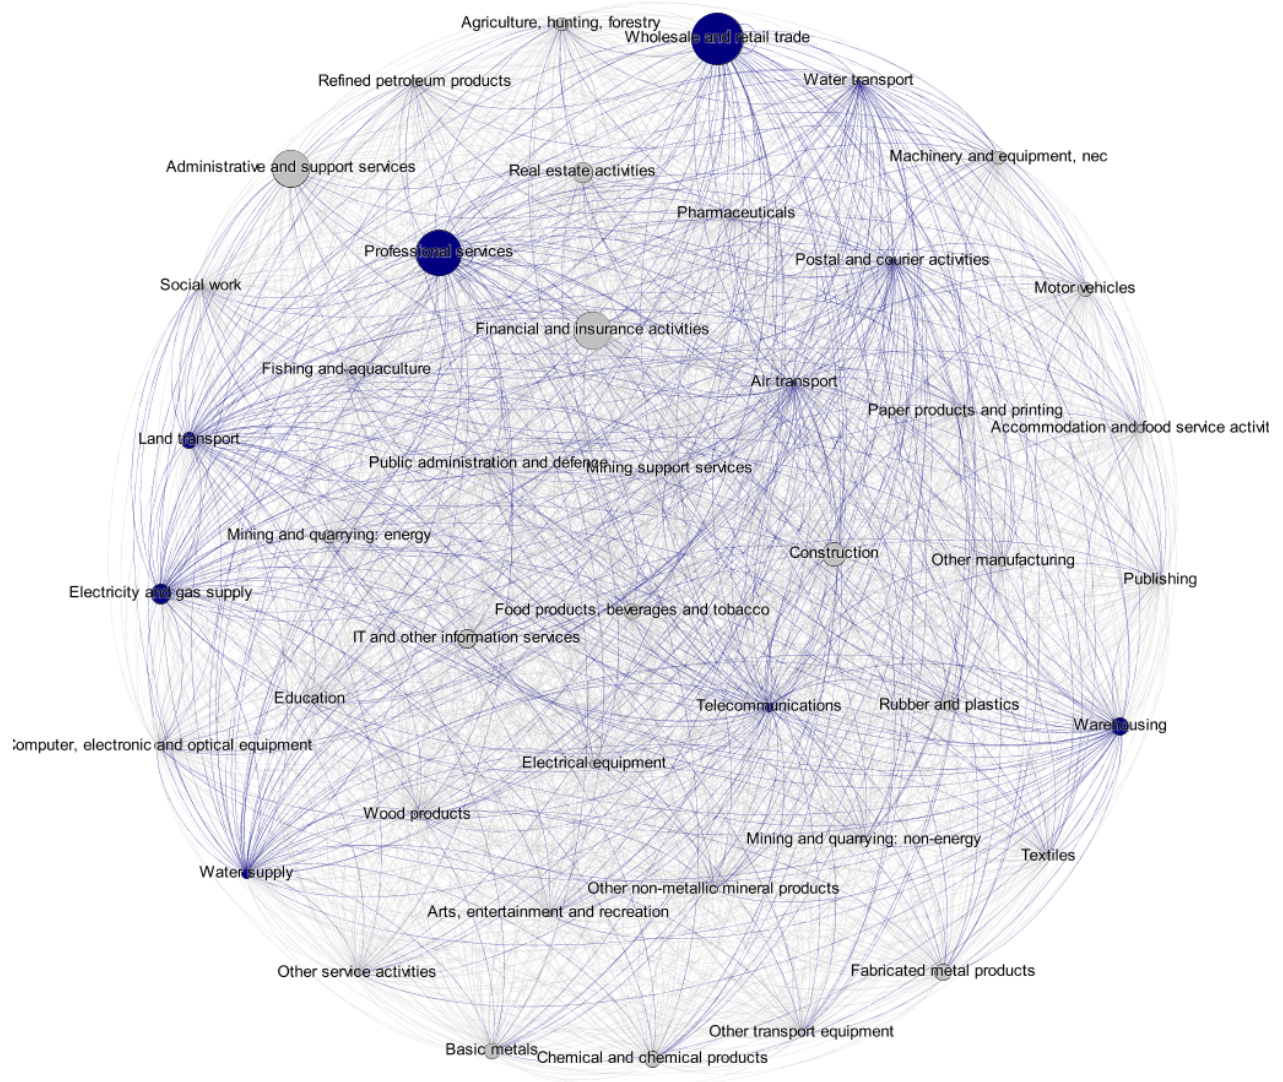 Agriculture, hunting, forestry
Wholesale and retail trade
Refined petroleum products
Water transport
Administrative and support services
Real estate activities
Machinery and equipment, nec
Pharmaceuticals
Professional services
Postal and courier activities
Social work
Motor vehicles
Financial and insurance activities
Fishing and aquaculture
Air transport
Paper products and printing
Accommodation and food service activit
Land transport
Public administration and defence
Mining support services
Mining and quarrying: energy
Construction
Other manufacturing
Publishing
Electricity and gas supply
Food products, beverages and tobacco
IT and other information services
Education
Telecommunications
Rubber and plastics
Warehousing
Computer, electronic and optical equipment
Electrical equipment
Wood products
Mining and quarrying: non-energy
Textiles
Water supply
Other non-metallic mineral products
Arts, entertainment and recreation
Other service activities
Fabricated metal products
Other transport equipment
Basic metals
Chemical and chemical products